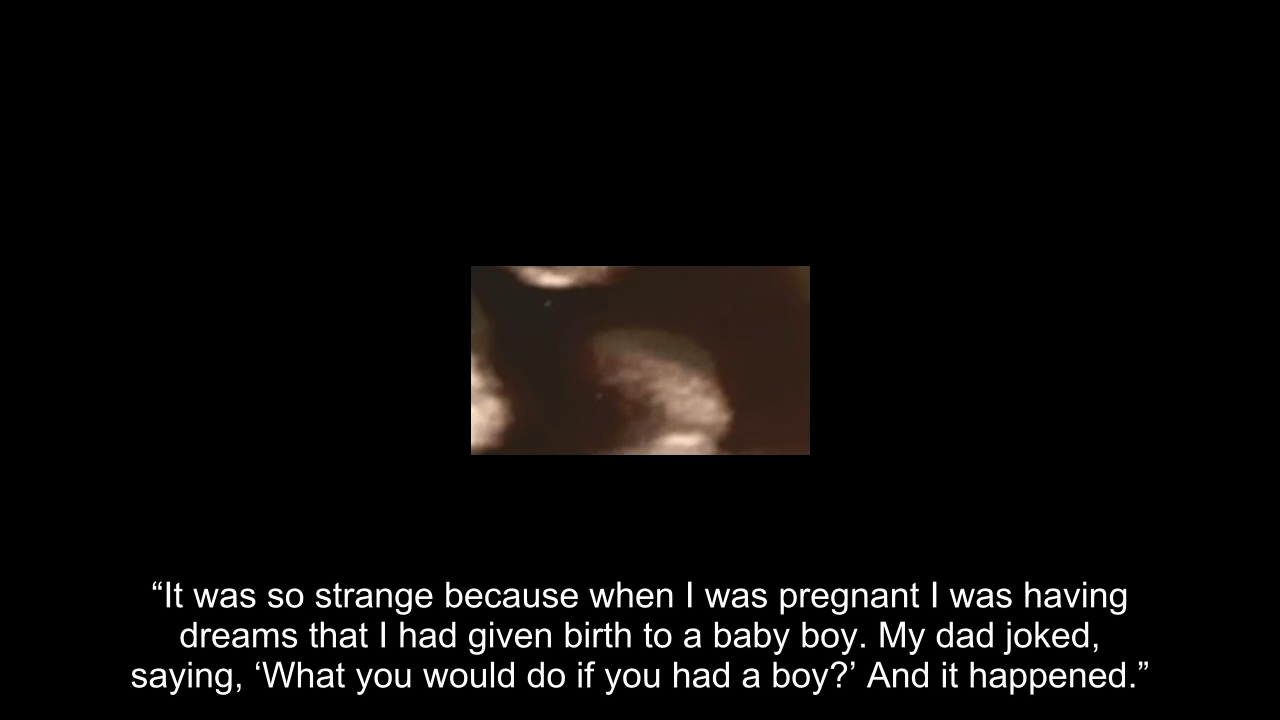 “It was so strange because when I was pregnant I was having
dreams that I had given birth to a baby boy. My dad joked,
saying, ‘What you would do if you had a boy?’ And it happened.”